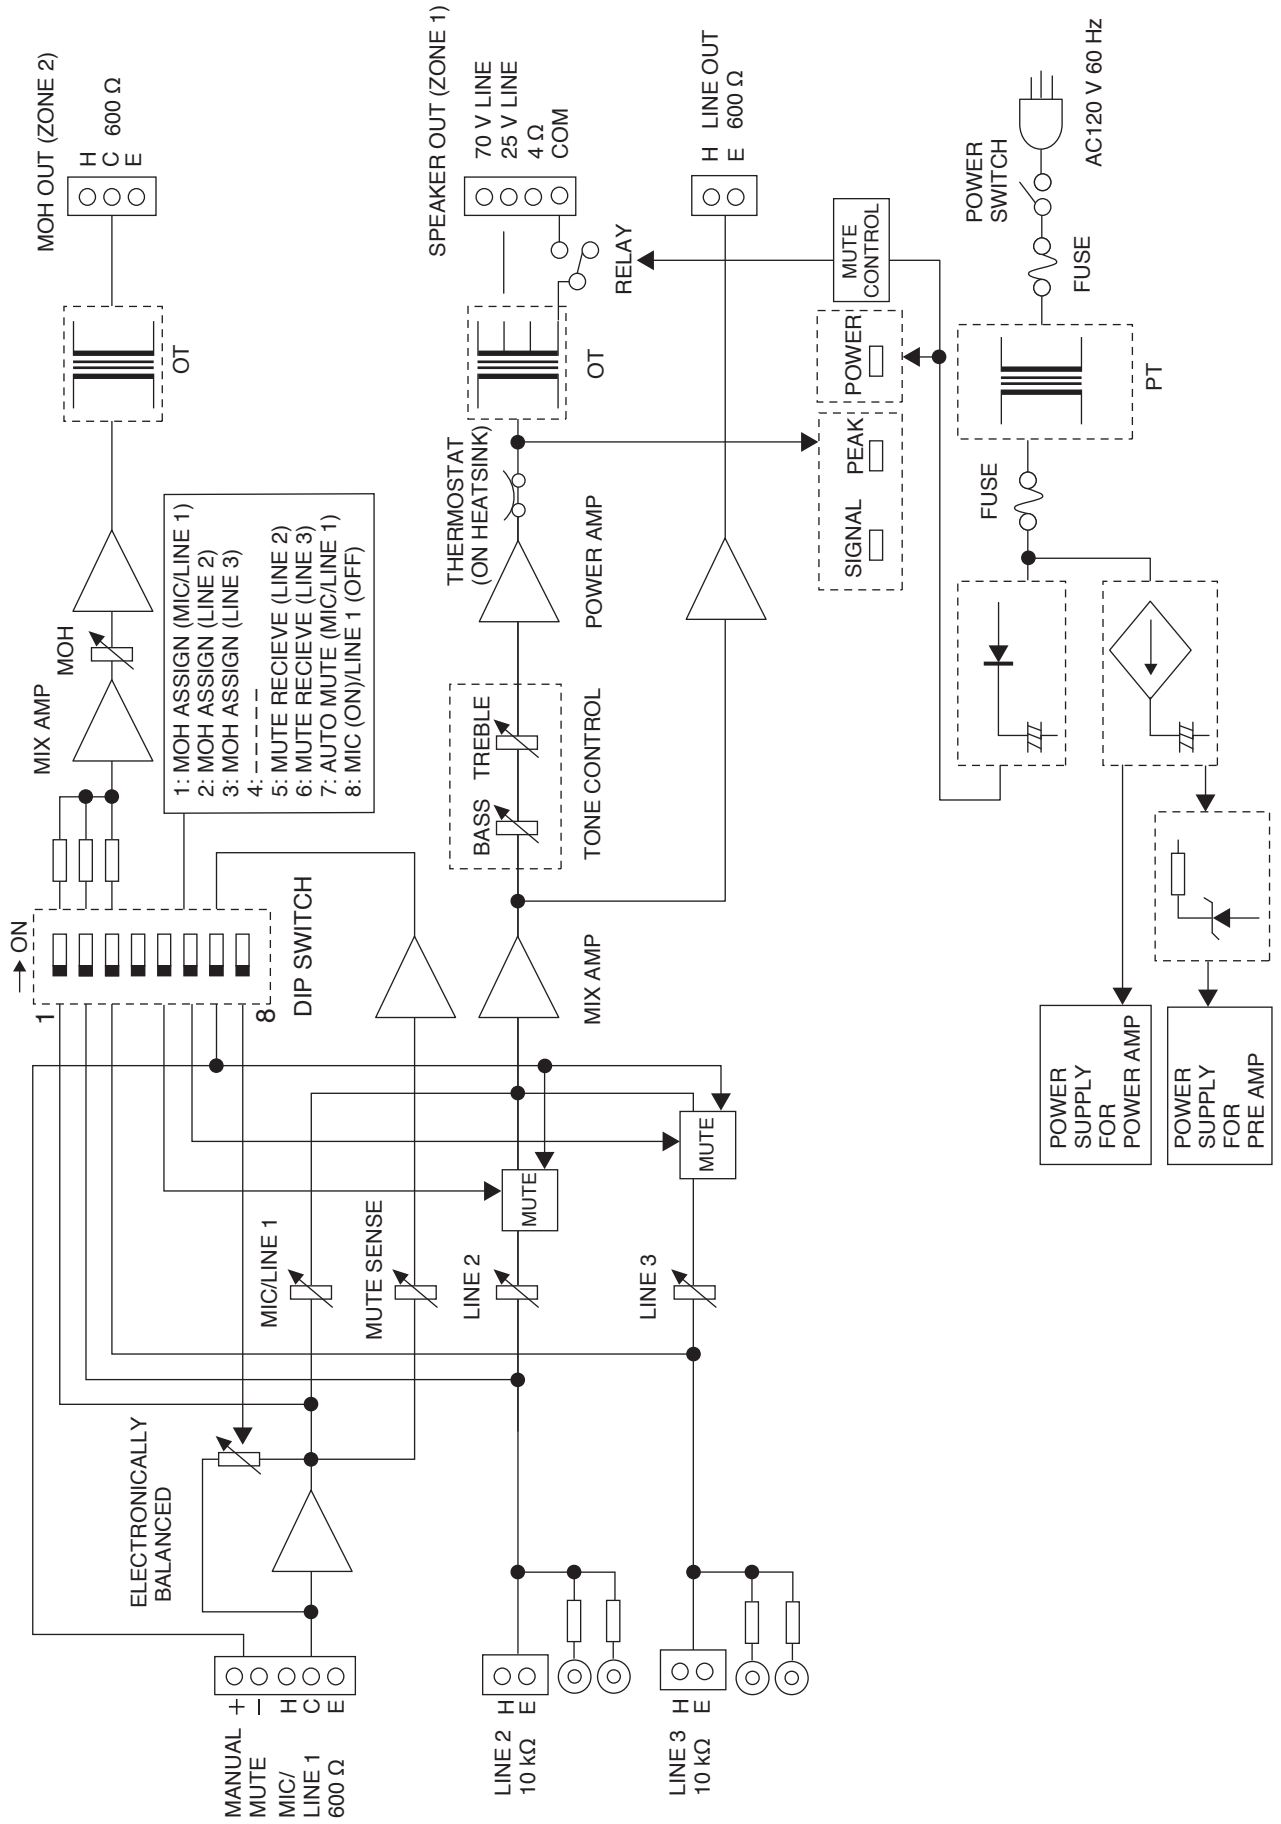 MANUAL +
MUTE −
MIC/ H
LINE 1 C
600 Ω E
ELECTRONICALLY
BALANCED
LINE 2 H
10 kΩ E
LINE 3 H
10 kΩ E
MIC/LINE 1
MUTE SENSE
LINE 2
LINE 3
MUTE
MUTE
→ ON
1
8
DIP SWITCH
MIX AMP
MOH
1: MOH ASSIGN (MIC/LINE 1)
2: MOH ASSIGN (LINE 2)
3: MOH ASSIGN (LINE 3)
4: – – – – –
5: MUTE RECIEVE (LINE 2)
6: MUTE RECIEVE (LINE 3)
7: AUTO MUTE (MIC/LINE 1)
8: MIC (ON)/LINE 1 (OFF)
OT
MOH OUT (ZONE 2)
H
C 600 Ω
E
MIX AMP
BASS TREBLE
TONE CONTROL
POWER AMP
THERMOSTAT
(ON HEATSINK)
OT
RELAY
SPEAKER OUT (ZONE 1)
70 V LINE
25 V LINE
4 Ω
COM
H LINE OUT
E 600 Ω
SIGNAL PEAK
POWER
MUTE
CONTROL
POWER
SUPPLY
FOR
POWER AMP
POWER
SUPPLY
FOR
PRE AMP
FUSE
PT
FUSE
POWER
SWITCH
AC120 V 60 Hz